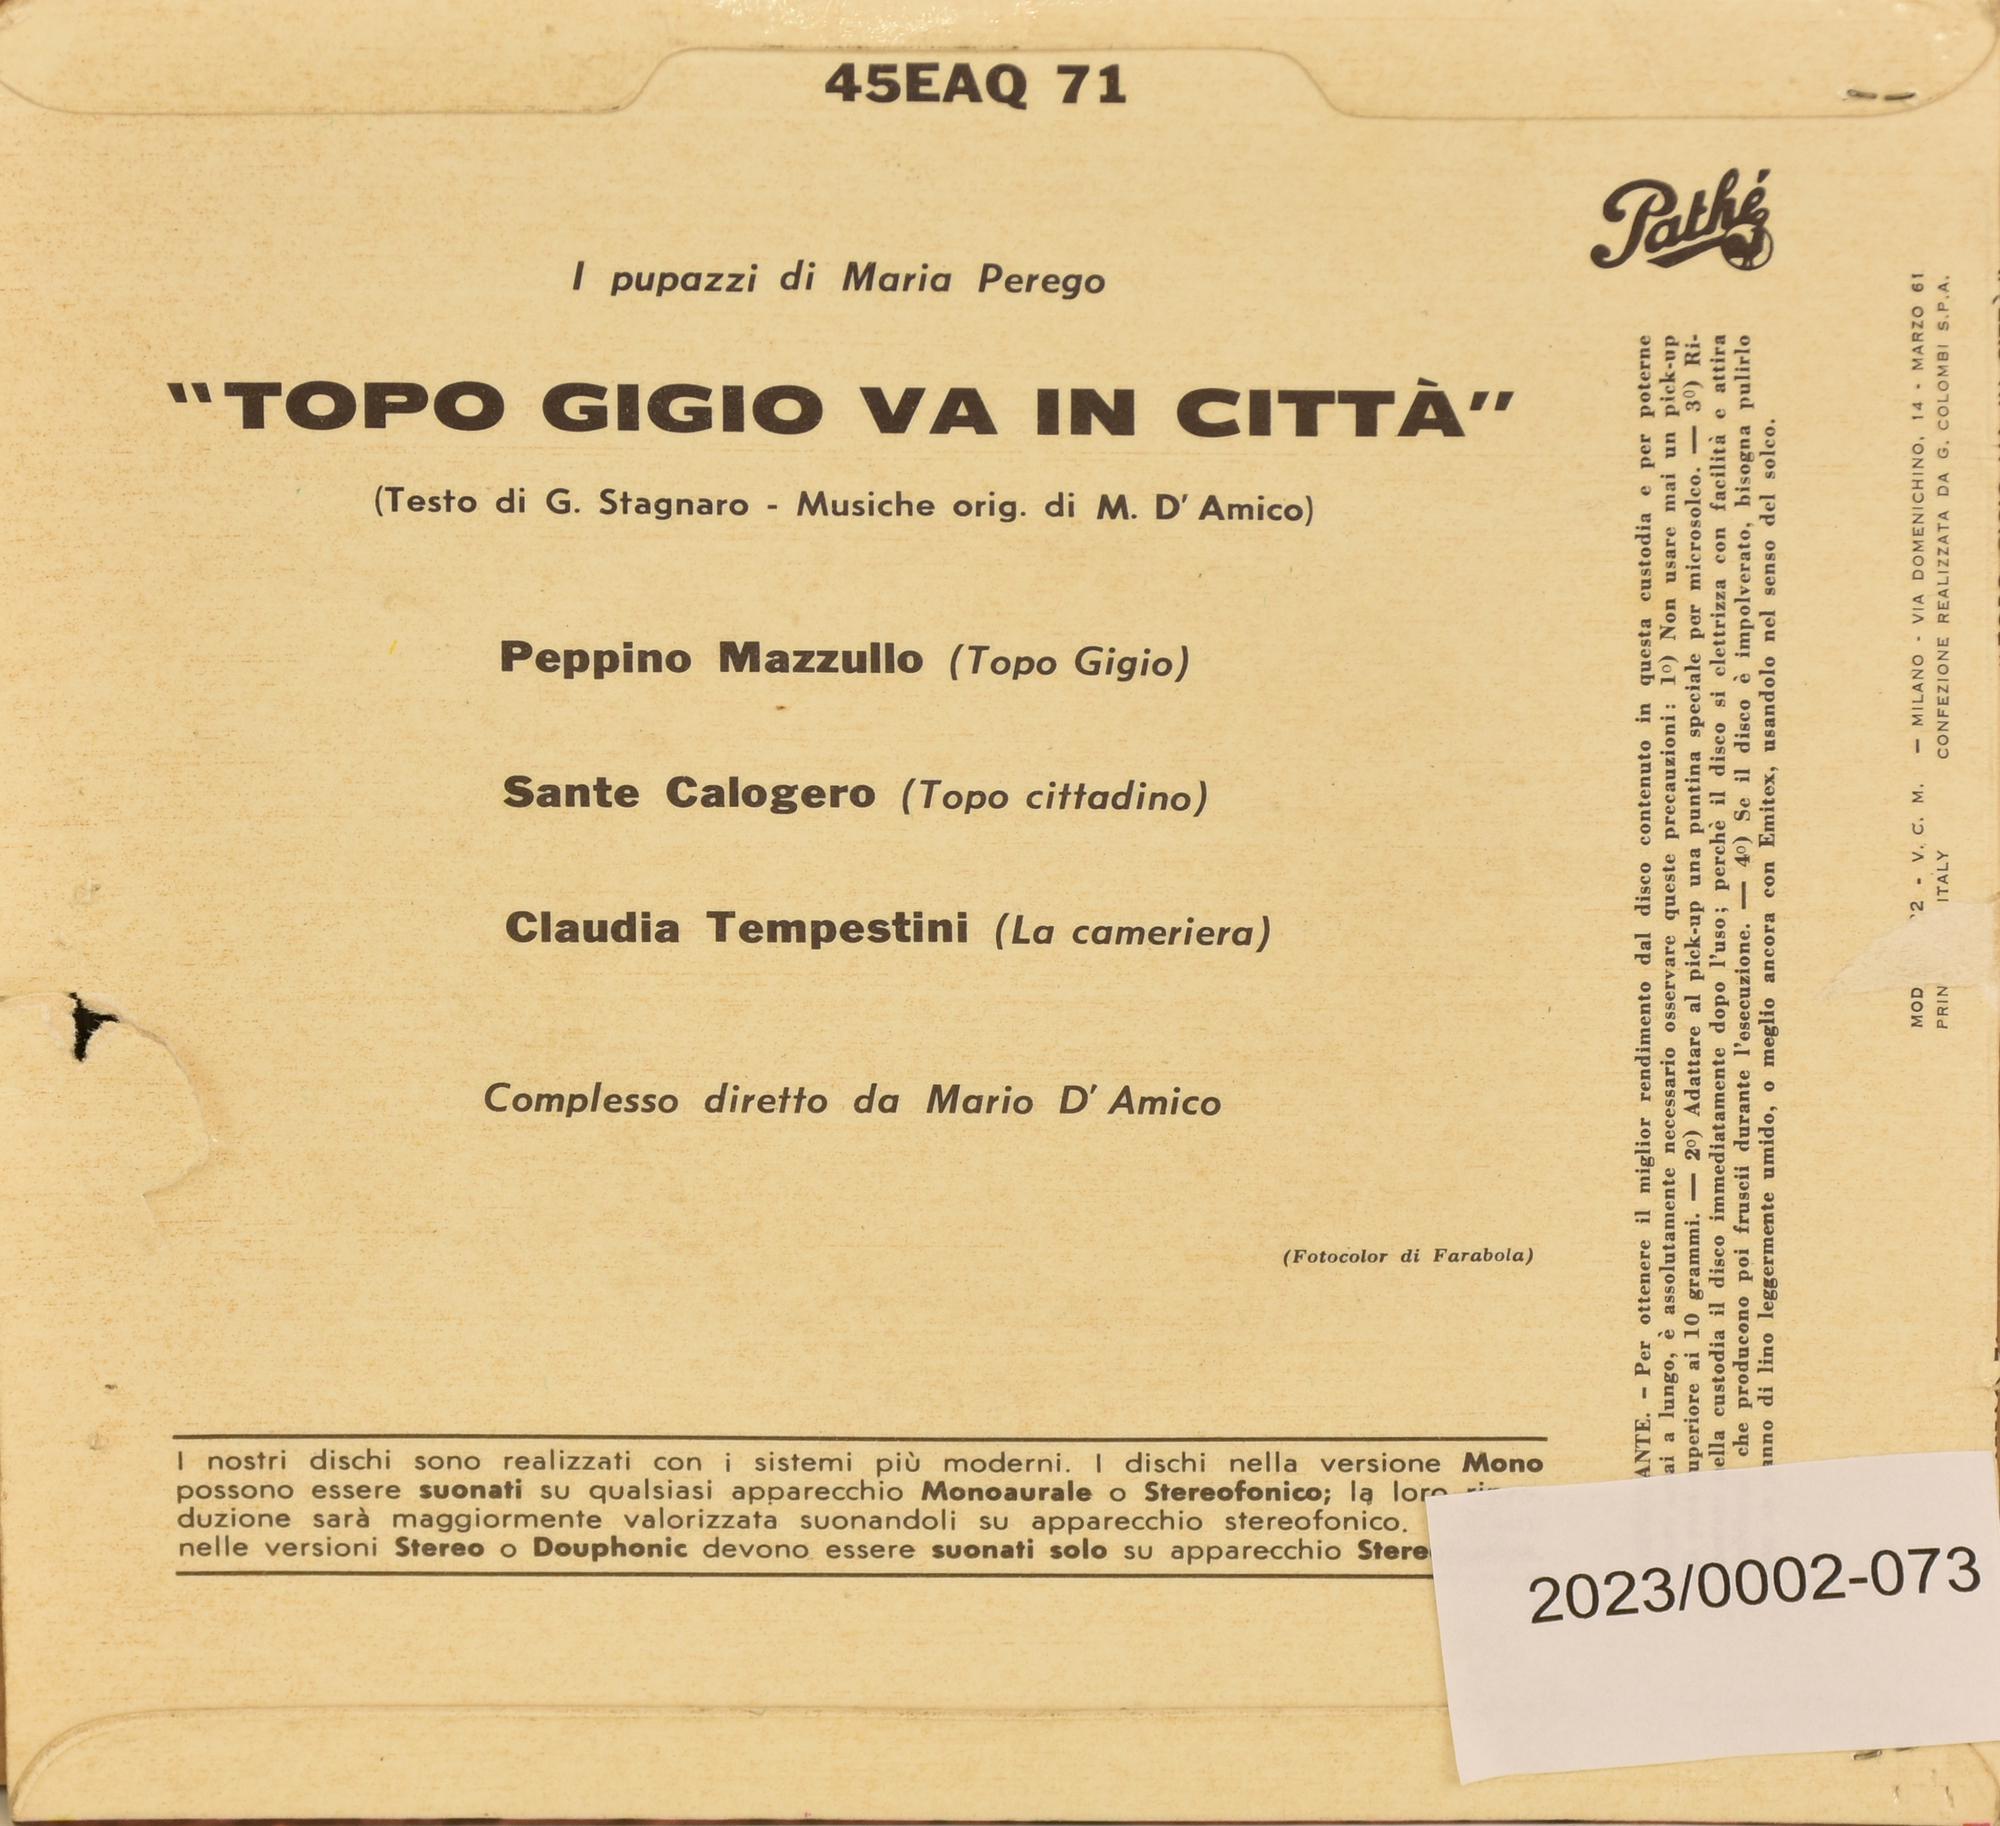 45EAQ 71
Pathé
I pupazzi di Maria Perego
"TOPO GIGIO VA IN CITTÀ"
(Testo di G. Stagnaro - Musiche orig. di M. D' Amico)
Peppino Mazzullo (Topo Gigio)
Sante Calogero (Topo cittadino)
Claudia Tempestini (La cameriera)
Complesso diretto da Mario D' Amico
(Fotocolor di Farabola)
I nostri dischi sono realizzati con i sistemi più moderni. I dischi nella versione Mono
possono essere suonati su qualsiasi apparecchio Monoaurale o Stereofonico; la loro
duzione sarà maggiormente valorizzata suonandoli su apparecchio stereofonico.
nelle versioni Stereo o Douphonic devono essere suonati solo su apparecchio Stere
ANTE. - Per ottenere il miglior rendimento dal disco contenuto in questa custodia e per poterne
ai a lungo, è assolutamente necessario osservare queste precauzioni: 1º) Non usare mai un pick-up
uperiore ai 10 grammi. — 2º) Adattare al pick-up una puntina speciale per microsolco. — 3º) Ri-
ella custodia il disco immediatamente dopo l'uso; perchè il disco si elettrizza con facilità e attira
che producono poi fruscii durante l'esecuzione. — 4º) Se il disco è impolverato, bisogna pulirlo
anno di lino leggermente umido, o meglio ancora con Emitex, usandolo nel senso del solco.
MOD 2 - V. C. M. — MILANO - VIA DOMENICHINO, 14 - MARZO 61
PRIN ITALY CONFEZIONE REALIZZATA DA G. COLOMBI S.P.A.
2023/0002-073